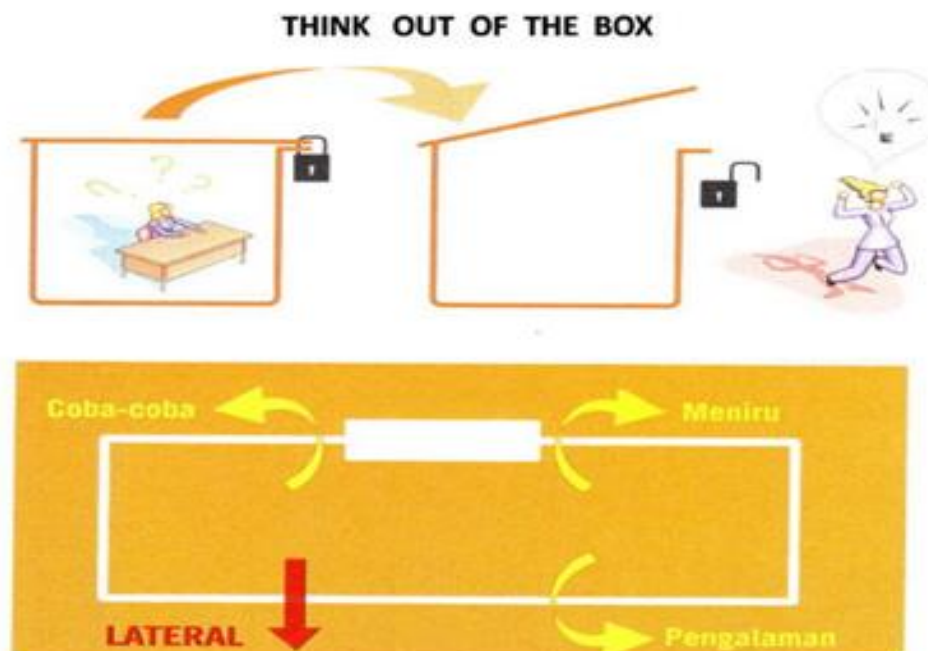 THINK OUT OF THE BOX
? ? ?
Coba-coba
Meniru
LATERAL
Pengalaman